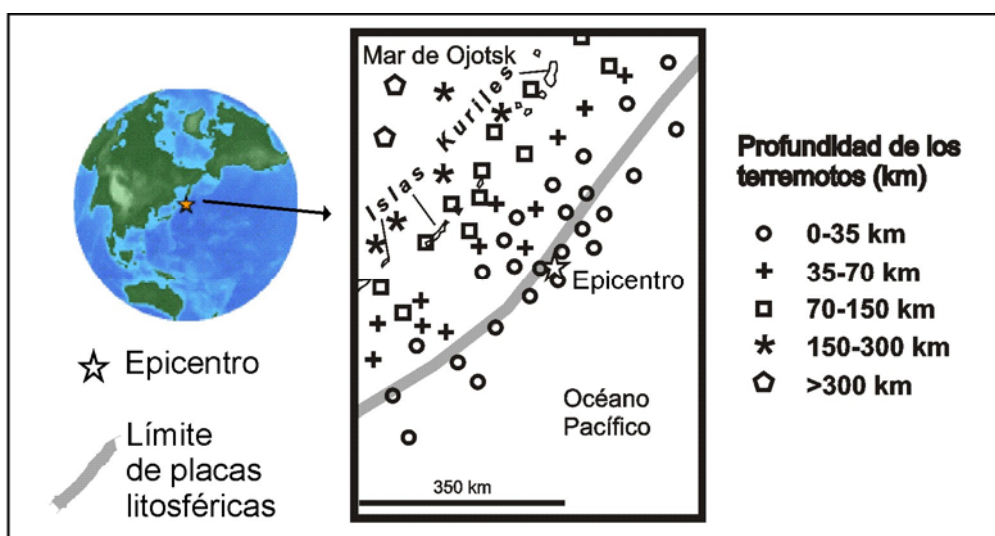 Mar de Ojotsk
Islas Kuriles
Epicentro
Océano
Pacífico
350 km
Epicentro
Límite
de placas
litosféricas
Profundidad de los
terremotos (km)
0-35 km
35-70 km
70-150 km
150-300 km
>300 km